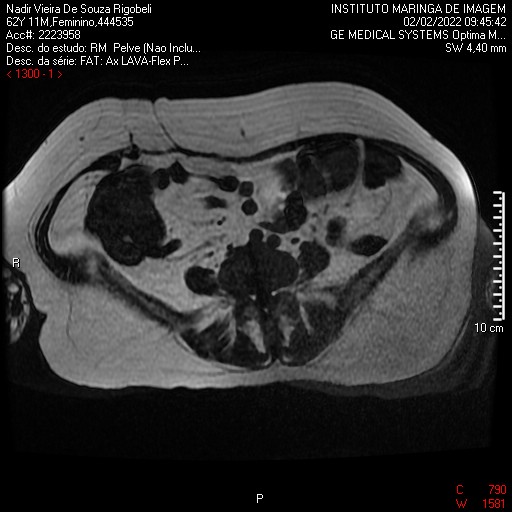 Nadir Vieira De Souza Rigobeli
62Y 11M,Feminino,444535
Acc#: 2223958
Desc. do estudo: RM Pelve (Nao Inclu...
Desc. da série: FAT: Ax LAVA-Flex P...
< 1300 - 1 >
INSTITUTO MARINGA DE IMAGEM
02/02/2022 09:45:42
GE MEDICAL SYSTEMS Optima M...
SW 4,40 mm
R
10 cm
P
C 790
W 1581